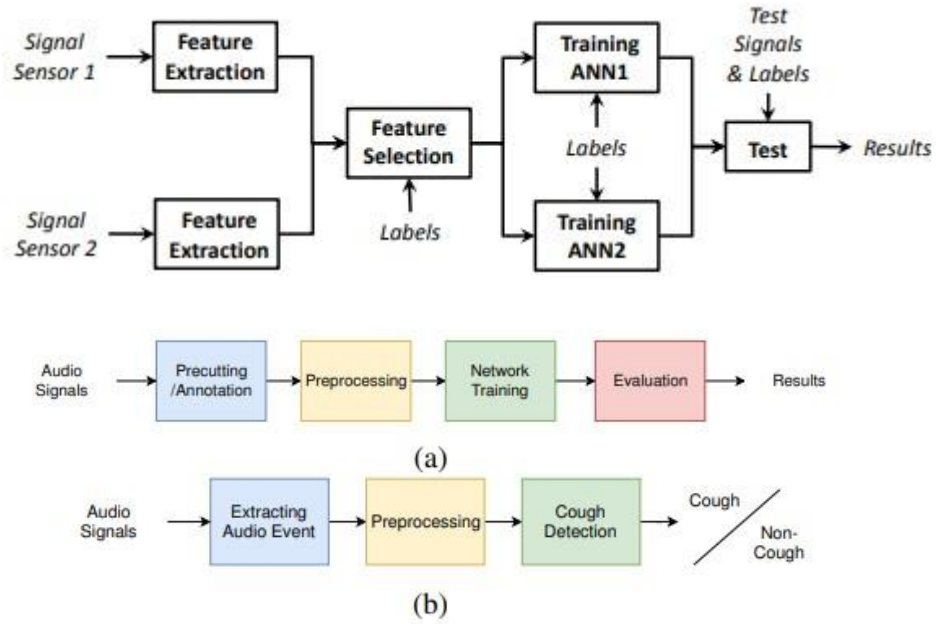 Signal
Sensor 1
Feature
Extraction
Signal
Sensor 2
Feature
Extraction
Feature
Selection
Labels
Training
ANN1
Labels
Training
ANN2
Test
Signals
& Labels
Test
Results
Audio
Signals
Precutting
/Annotation
Preprocessing
Network
Training
Evaluation
Results
(a)
Audio
Signals
Extracting
Audio Event
Preprocessing
Cough
Detection
Cough
Non-
Cough
(b)